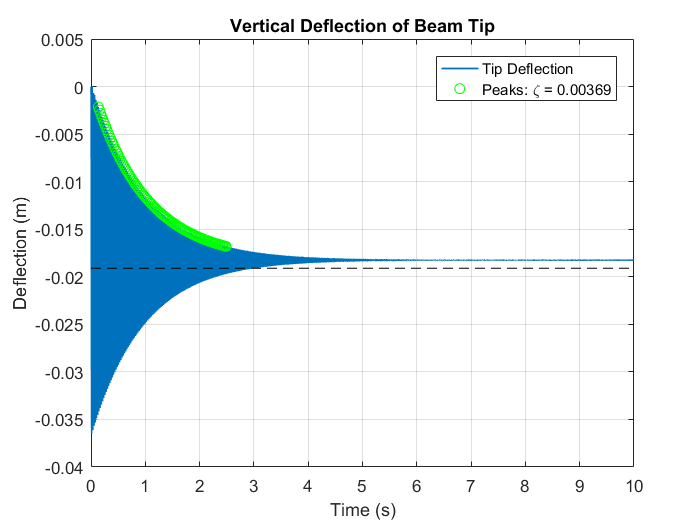 Vertical Deflection of Beam Tip
Deflection (m)
0.005
0
-0.005
-0.01
-0.015
-0.02
-0.025
-0.03
-0.035
-0.04
Tip Deflection
Peaks: ζ = 0.00369
0 1 2 3 4 5 6 7 8 9 10
Time (s)